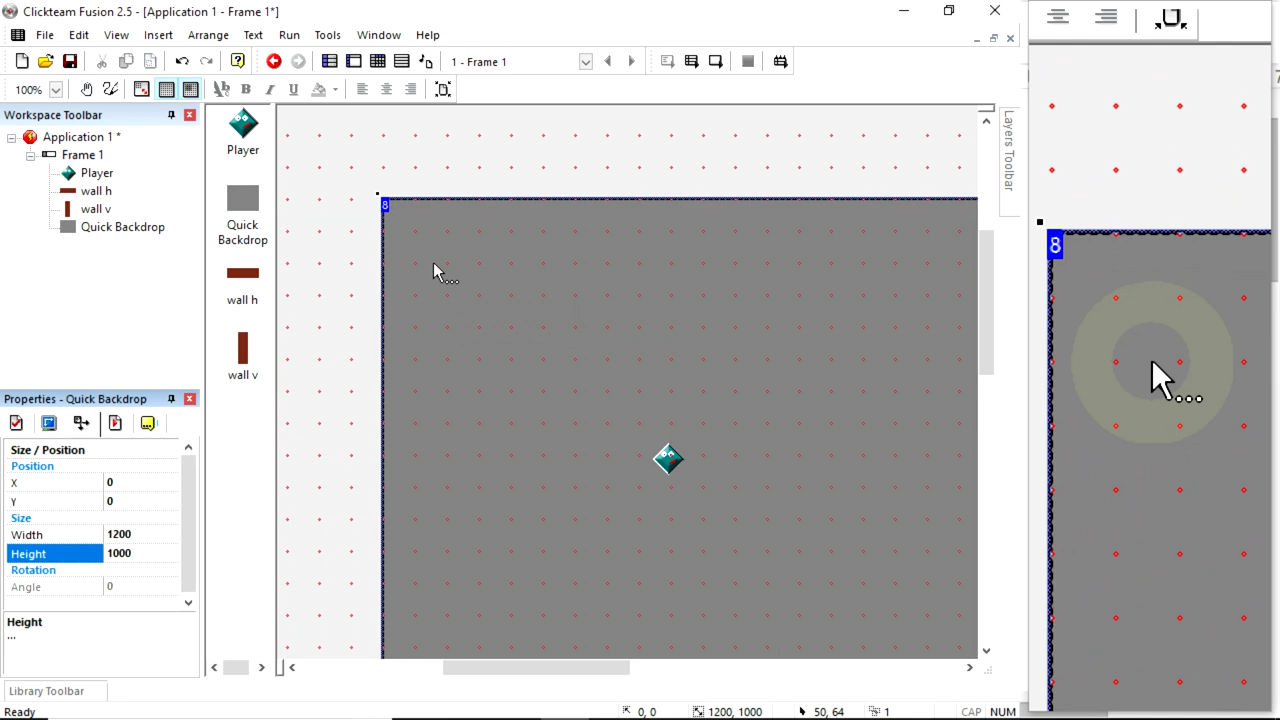 Clickteam Fusion 2.5 - [Application 1 - Frame 1*]
File Edit View Insert Arrange Text Run Tools Window Help
1 - Frame 1
100%
B I U
Workspace Toolbar
Application 1 *
Frame 1
Player
wall h
wall v
Quick Backdrop
Player
Quick
Backdrop
wall h
wall v
8
8
Layers Toolbar
Properties - Quick Backdrop
Size / Position
Position
X 0
Y 0
Size
Width 1200
Height 1000
Rotation
Angle 0
Height
...
Library Toolbar
Ready 0, 0 1200, 1000 50, 64 1 CAP NUM